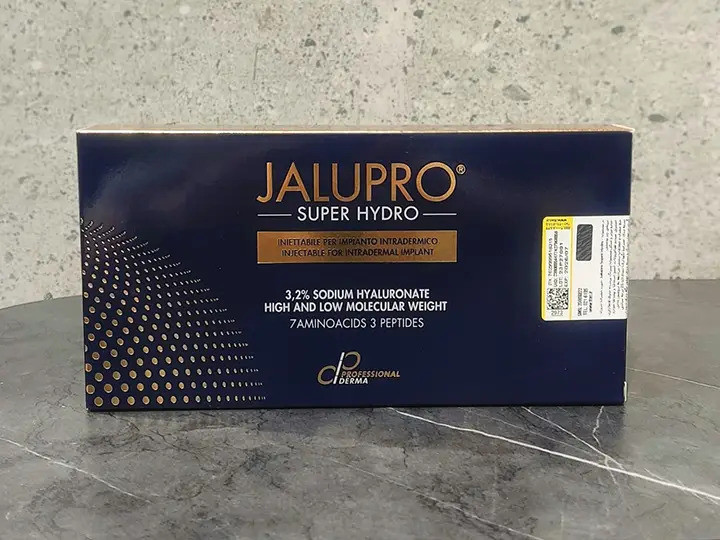 JALUPRO®
SUPER HYDRO
INIETTABILE PER IMPIANTO INTRADERMICO
INJECTABLE FOR INTRADERMAL IMPLANT
3,2% SODIUM HYALURONATE
HIGH AND LOW MOLECULAR WEIGHT
7AMINOACIDS 3 PEPTIDES
dp PROFESSIONAL
DERMA